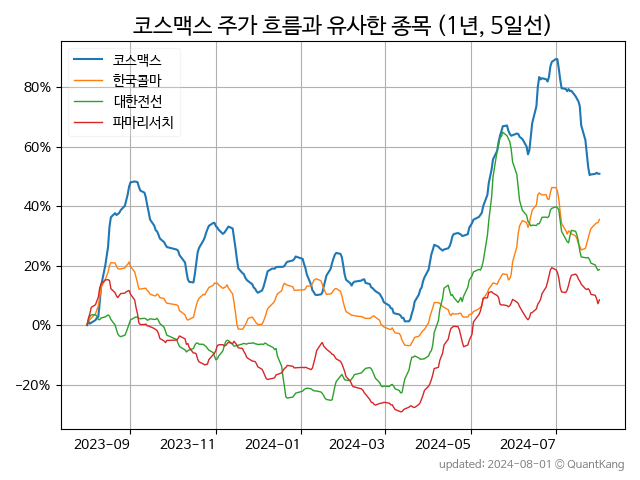 코스맥스 주가 흐름과 유사한 종목 (1년, 5일선)
코스맥스
한국콜마
대한전선
파마리서치
80%
60%
40%
20%
0%
−20%
2023-09
2023-11
2024-01
2024-03
2024-05
2024-07
updated: 2024-08-01 © QuantKang